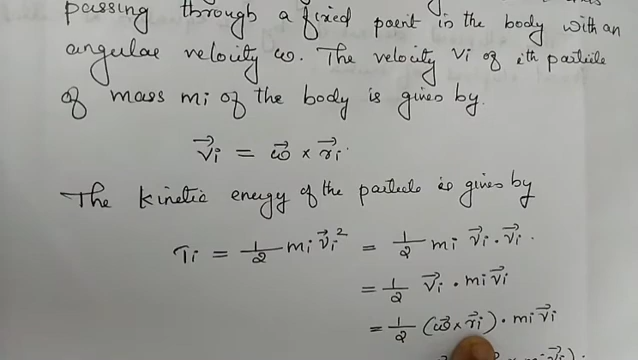 passing through a fixed point in the body with an
angular velocity ω. The velocity Vi of ith particle
of mass mi of the body is given by
v⃗i = ω⃗ × r⃗i.
The kinetic energy of the particle is given by
Ti = 1/2 mi v⃗i² = 1/2 mi v⃗i · v⃗i.
= 1/2 v⃗i · mi v⃗i
= 1/2 (ω⃗ × r⃗i) · mi v⃗i